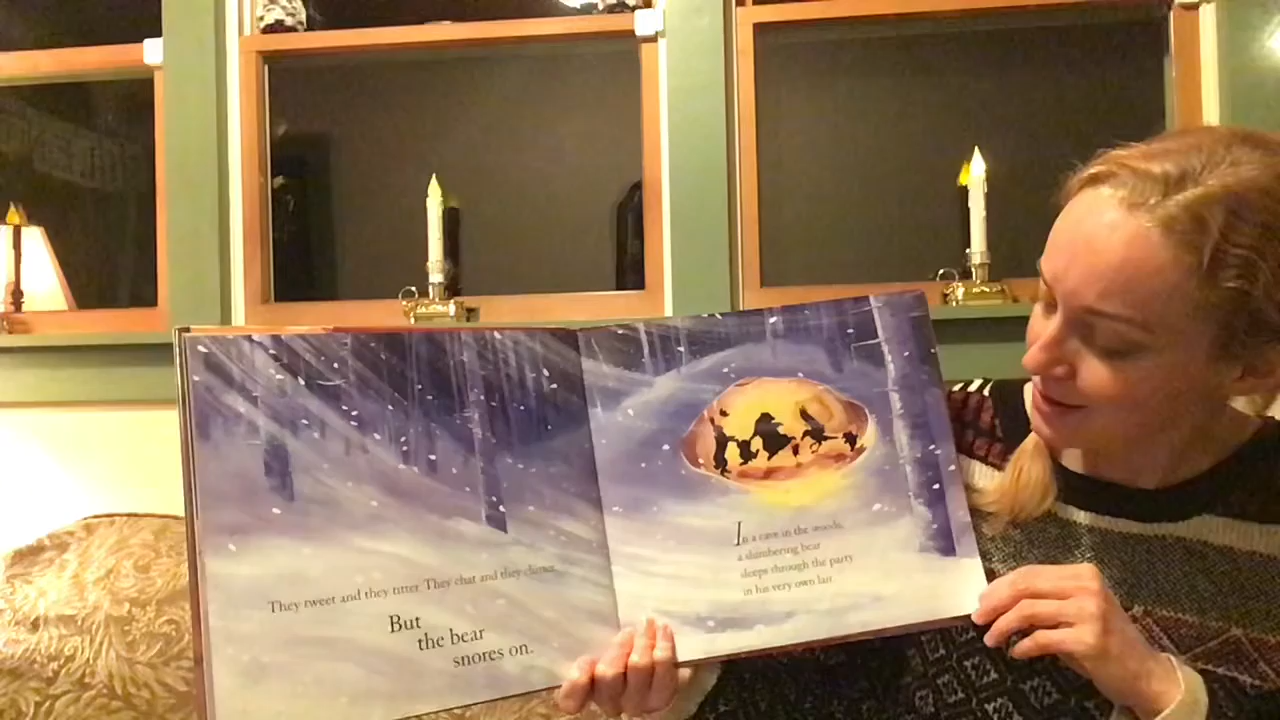 They tweet and they titter. They chat and they chatter.
But
the bear
snores on.
In a cave in the woods,
a slumbering bear
sleeps through the party
in his very own lair.